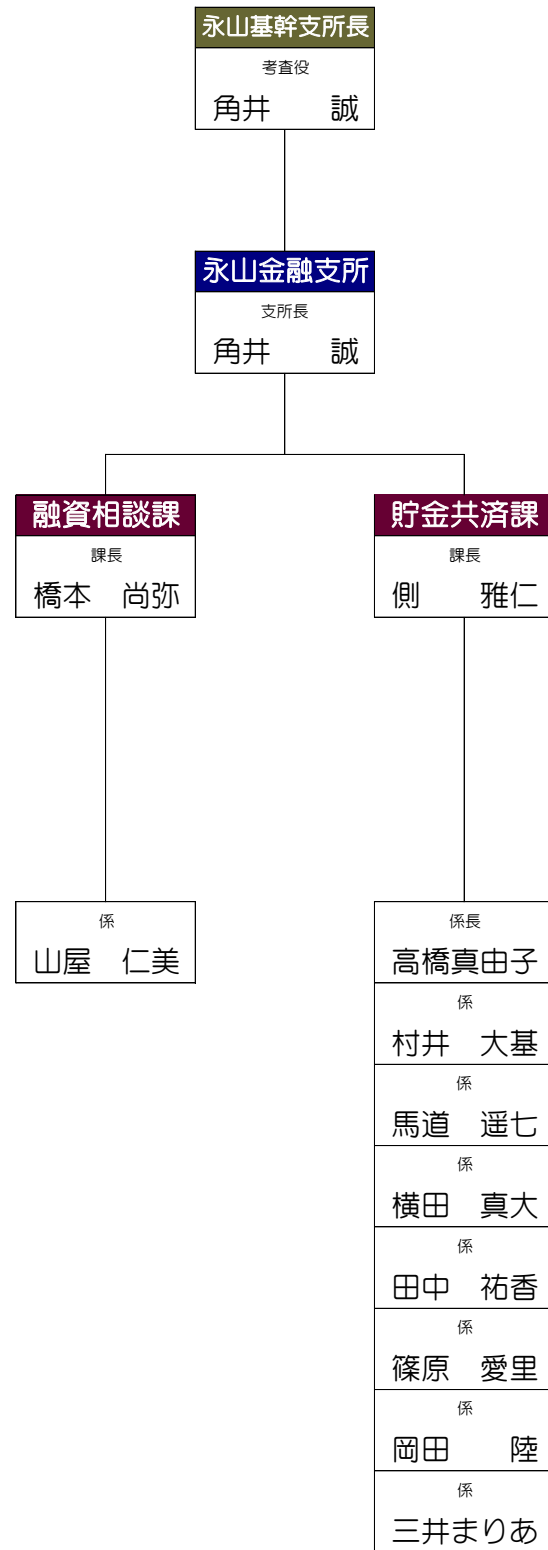 永山基幹支所長
考査役
角井　　誠
永山金融支所
支所長
角井　　誠
融資相談課
課長
橋本　尚弥
係
山屋　仁美
貯金共済課
課長
側　　雅仁
係長
高橋真由子
係
村井　大基
係
馬道　遥七
係
横田　真大
係
田中　祐香
係
篠原　愛里
係
岡田　　陸
係
三井まりあ